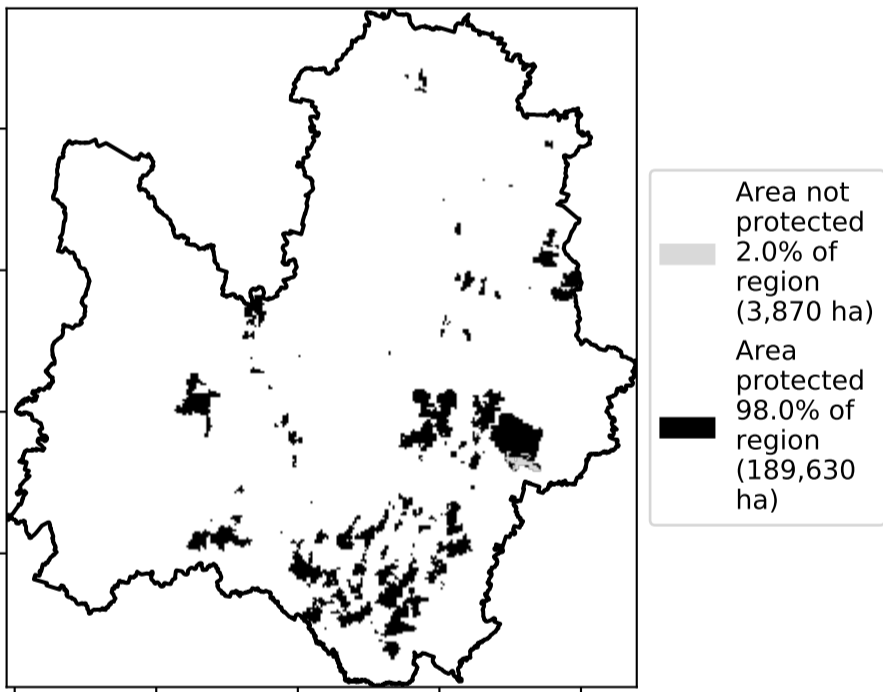 Area not
protected
2.0% of
region
(3,870 ha)
Area
protected
98.0% of
region
(189,630
ha)